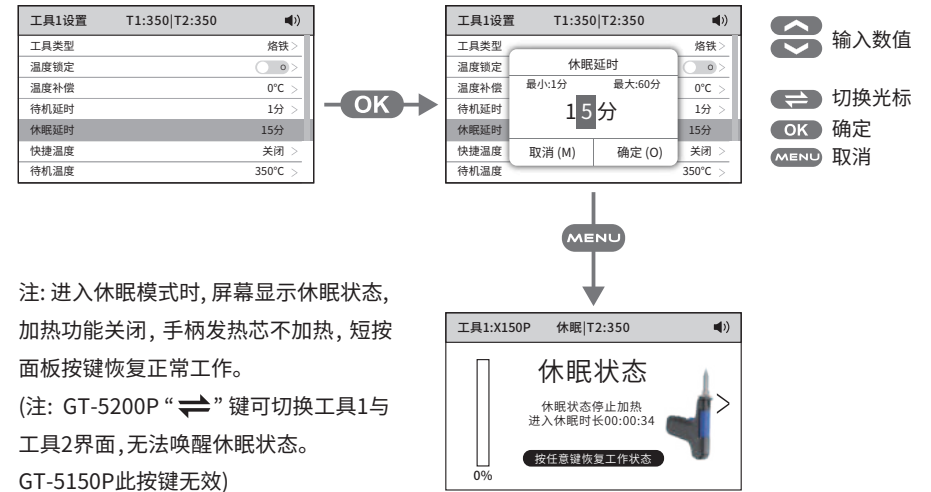 工具1设置 T1:350|T2:350
工具类型 烙铁>
温度锁定 >
温度补偿 0℃ >
待机延时 1分 >
休眠延时 15分
快捷温度 关闭 >
待机温度 350℃ >
OK
工具1设置 T1:350|T2:350
工具类型 烙铁>
温度锁定 >
温度补偿 0℃ >
待机延时 1分 >
休眠延时 15分
快捷温度 关闭 >
待机温度 350℃ >
休眠延时
最小:1分 最大:60分
15分
取消 (M) 确定 (O)
输入数值
切换光标
OK 确定
MENU 取消
MENU
注: 进入休眠模式时, 屏幕显示休眠状态,
加热功能关闭, 手柄发热芯不加热, 短按
面板按键恢复正常工作。
(注: GT-5200P “⇌” 键可切换工具1与
工具2界面,无法唤醒休眠状态。
GT-5150P此按键无效)
工具1:X150P 休眠|T2:350
休眠状态
休眠状态停止加热
进入休眠时长00:00:34
按任意键恢复工作状态
0%